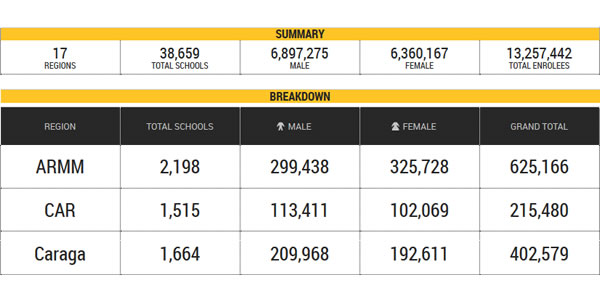 SUMMARY
17 38,659 6,897,275 6,360,167 13,257,442
REGIONS TOTAL SCHOOLS MALE FEMALE TOTAL ENROLEES
BREAKDOWN
REGION TOTAL SCHOOLS MALE FEMALE GRAND TOTAL
ARMM 2,198 299,438 325,728 625,166
CAR 1,515 113,411 102,069 215,480
Caraga 1,664 209,968 192,611 402,579